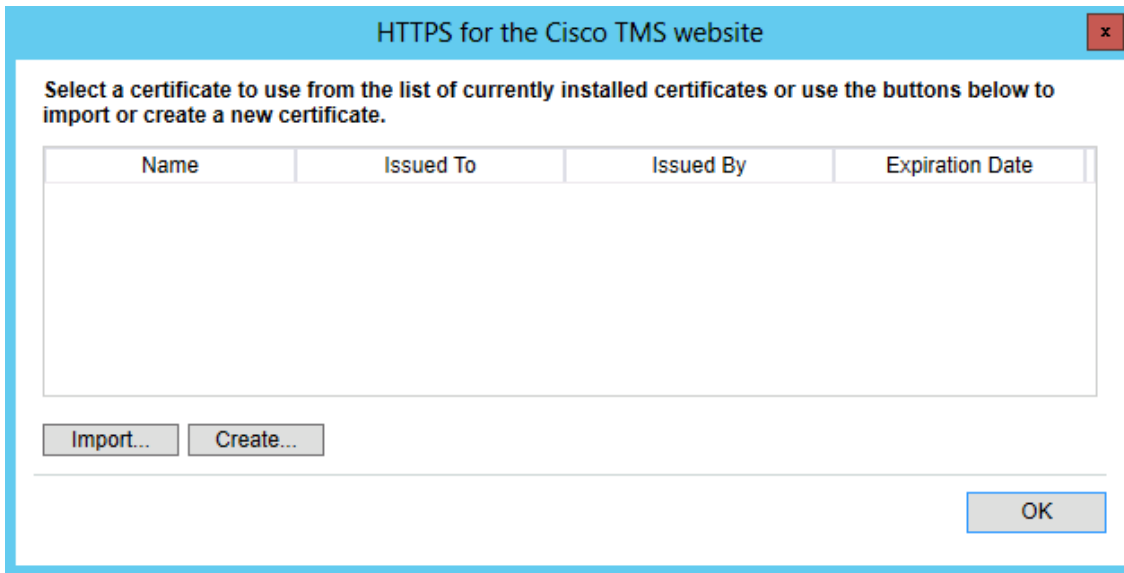 HTTPS for the Cisco TMS website
x
Select a certificate to use from the list of currently installed certificates or use the buttons below to
import or create a new certificate.
Name Issued To Issued By Expiration Date
Import... Create...
OK